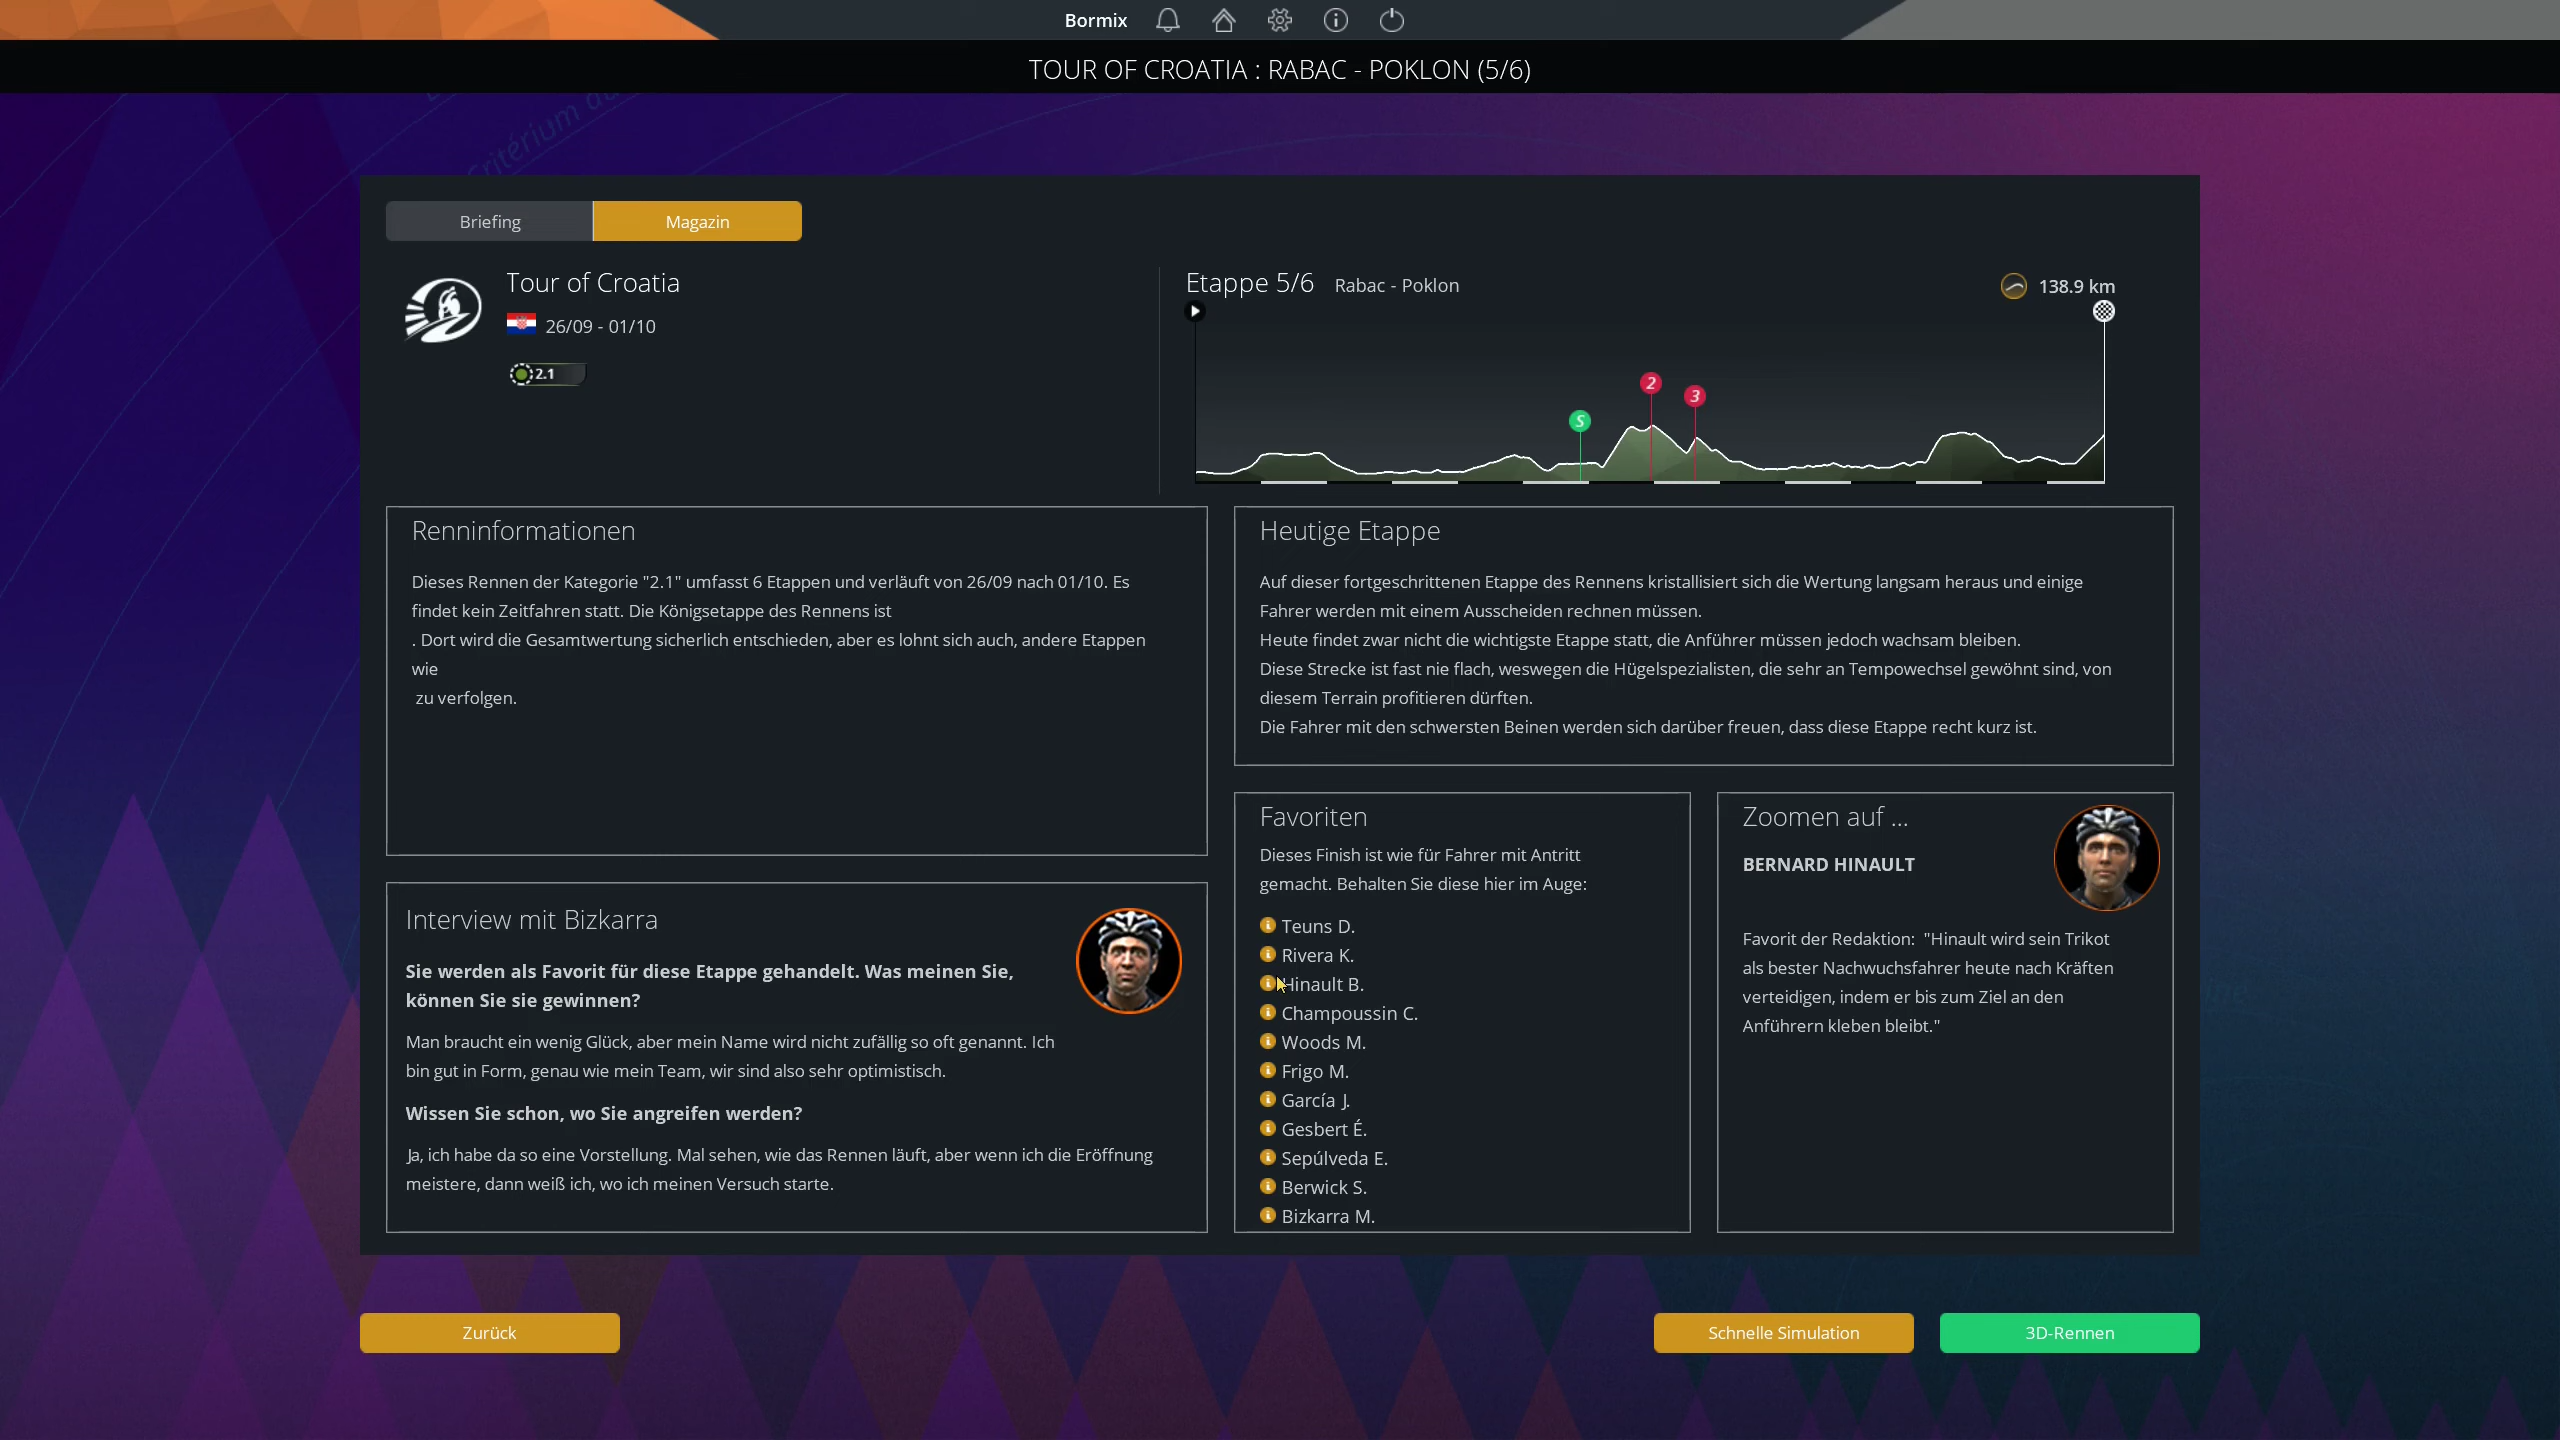 Bormix
TOUR OF CROATIA : RABAC - POKLON (5/6)
Critérium du
Briefing
Magazin
Tour of Croatia
26/09 - 01/10
2.1
Etappe 5/6 Rabac - Poklon
138.9 km
S
2
3
Renninformationen
Dieses Rennen der Kategorie "2.1" umfasst 6 Etappen und verläuft von 26/09 nach 01/10. Es
findet kein Zeitfahren statt. Die Königsetappe des Rennens ist
. Dort wird die Gesamtwertung sicherlich entschieden, aber es lohnt sich auch, andere Etappen
wie
zu verfolgen.
Heutige Etappe
Auf dieser fortgeschrittenen Etappe des Rennens kristallisiert sich die Wertung langsam heraus und einige
Fahrer werden mit einem Ausscheiden rechnen müssen.
Heute findet zwar nicht die wichtigste Etappe statt, die Anführer müssen jedoch wachsam bleiben.
Diese Strecke ist fast nie flach, weswegen die Hügelspezialisten, die sehr an Tempowechsel gewöhnt sind, von
diesem Terrain profitieren dürften.
Die Fahrer mit den schwersten Beinen werden sich darüber freuen, dass diese Etappe recht kurz ist.
Interview mit Bizkarra
Sie werden als Favorit für diese Etappe gehandelt. Was meinen Sie,
können Sie sie gewinnen?
Man braucht ein wenig Glück, aber mein Name wird nicht zufällig so oft genannt. Ich
bin gut in Form, genau wie mein Team, wir sind also sehr optimistisch.
Wissen Sie schon, wo Sie angreifen werden?
Ja, ich habe da so eine Vorstellung. Mal sehen, wie das Rennen läuft, aber wenn ich die Eröffnung
meistere, dann weiß ich, wo ich meinen Versuch starte.
Favoriten
Dieses Finish ist wie für Fahrer mit Antritt
gemacht. Behalten Sie diese hier im Auge:
Teuns D.
Rivera K.
Hinault B.
Champoussin C.
Woods M.
Frigo M.
García J.
Gesbert É.
Sepúlveda E.
Berwick S.
Bizkarra M.
Zoomen auf ...
BERNARD HINAULT
Favorit der Redaktion: "Hinault wird sein Trikot
als bester Nachwuchsfahrer heute nach Kräften
verteidigen, indem er bis zum Ziel an den
Anführern kleben bleibt."
Zurück
Schnelle Simulation
3D-Rennen